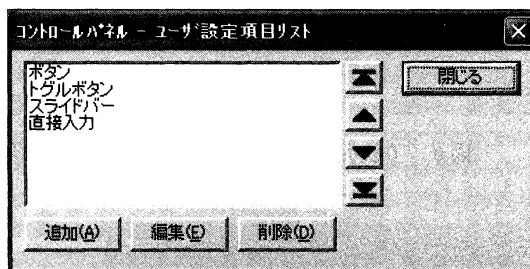 コントロールパネル － ユーザ設定項目リスト
ボタン
トグルボタン
スライドバー
直接入力
閉じる
追加(A)
編集(E)
削除(D)